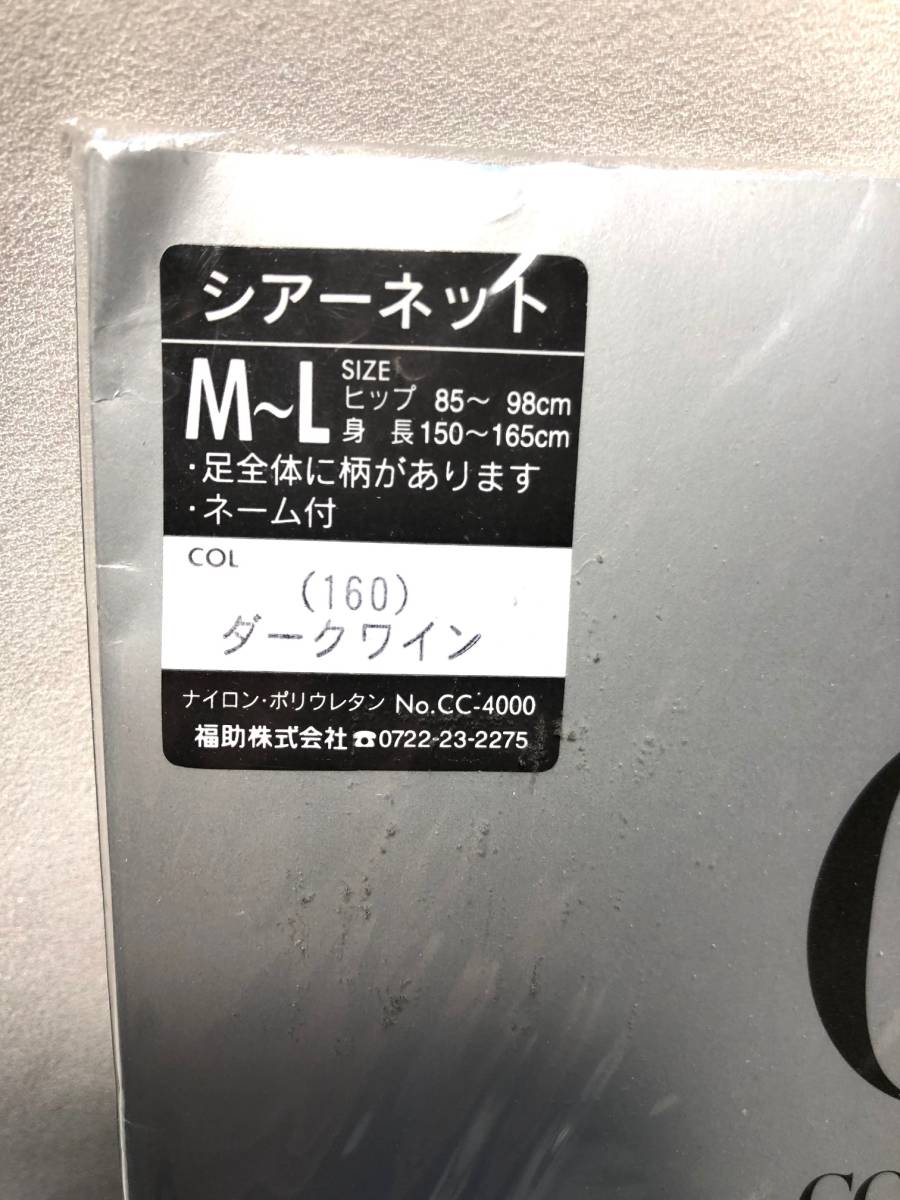 シアーネット
M~L
SIZE
ヒップ 85〜 98cm
身 長 150〜165cm
・足全体に柄があります
・ネーム付
COL
(160)
ダークワイン
ナイロン・ポリウレタン No.CC-4000
福助株式会社☎0722-23-2275